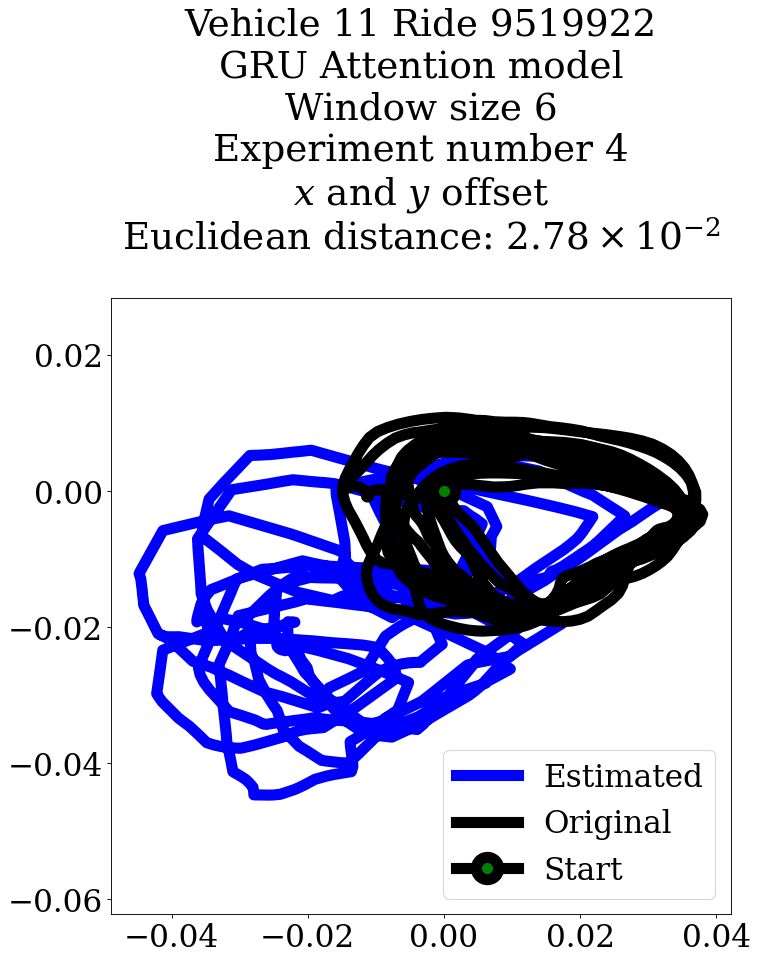 Vehicle 11 Ride 9519922
GRU Attention model
Window size 6
Experiment number 4
x and y offset
Euclidean distance: 2.78 × 10⁻²
0.02
0.00
−0.02
−0.04
−0.06
−0.04
−0.02
0.00
0.02
0.04
Estimated
Original
Start